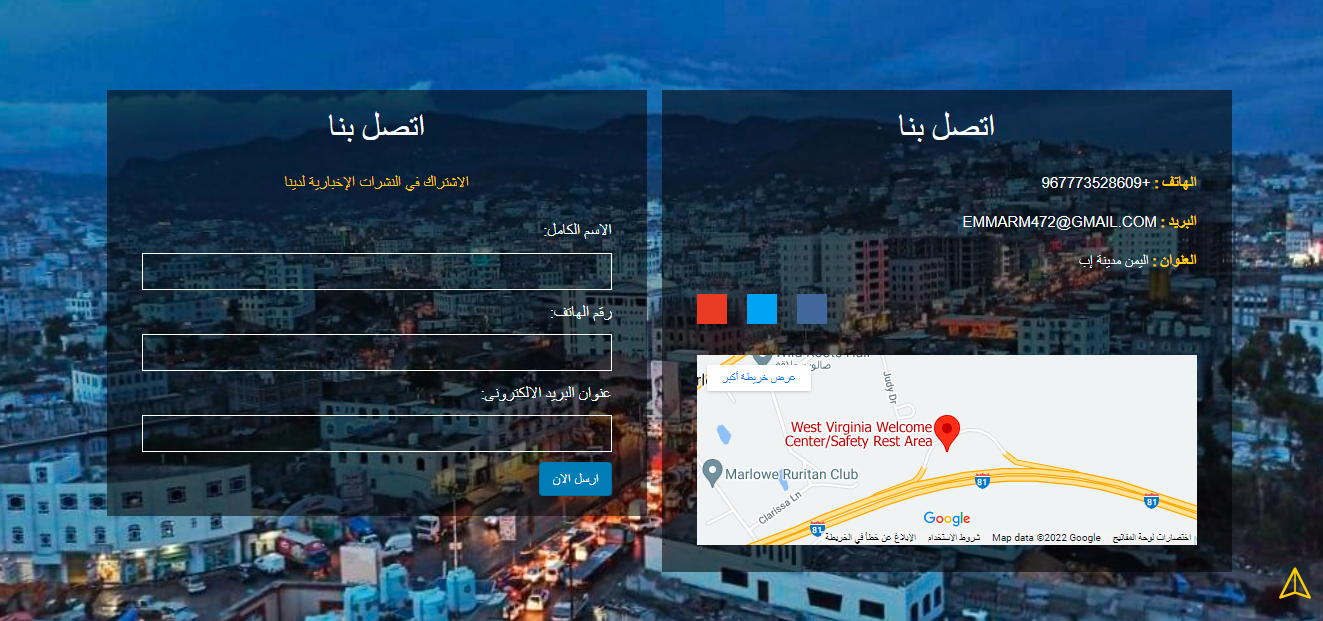 اتصل بنا
الهاتف : +967773528609
البريد : EMMARM472@GMAIL.COM
العنوان : اليمن مدينة إب
عرض خريطة أكبر
Judy Dr
West Virginia Welcome
Center/Safety Rest Area
Marlowe Ruritan Club
Clarissa Ln
81
81
81
Google
اختصارات لوحة المفاتيح
Map data ©2022 Google
شروط الاستخدام
الإبلاغ عن خطأ في الخريطة
اتصل بنا
الاشتراك في النشرات الإخبارية لدينا
الاسم الكامل:
رقم الهاتف:
عنوان البريد الالكتروني:
ارسل الان